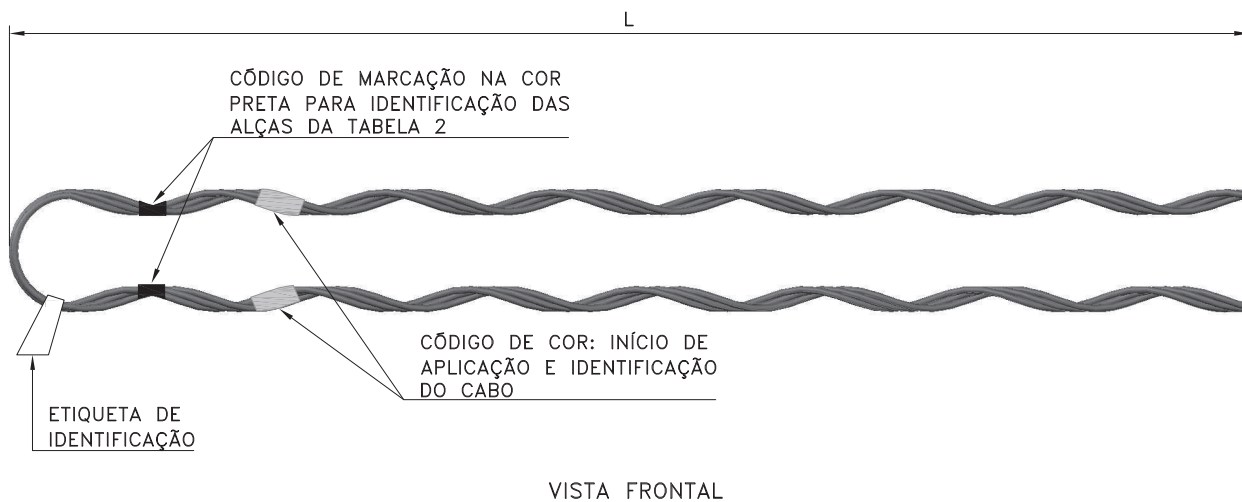 L
CÓDIGO DE MARCAÇÃO NA COR
PRETA PARA IDENTIFICAÇÃO DAS
ALÇAS DA TABELA 2
CÓDIGO DE COR: INÍCIO DE
APLICAÇÃO E IDENTIFICAÇÃO
DO CABO
ETIQUETA DE
IDENTIFICAÇÃO
VISTA FRONTAL